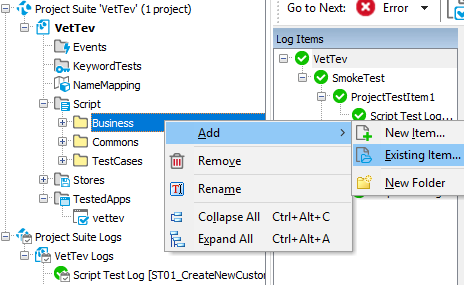 Project Suite 'VetTev' (1 project)
VetTev
Events
KeywordTests
NameMapping
Script
Business
Commons
TestCases
Stores
TestedApps
vettev
Project Suite Logs
VetTev Logs
Script Test Log [ST01_CreateNewCusto
Go to Next:
Error
Log Items
VetTev
SmokeTest
ProjectTestItem1
Script Test Log...
Add
Remove
Rename
Collapse All Ctrl+Alt+C
Expand All Ctrl+Alt+A
New Item...
Existing Item...
New Folder